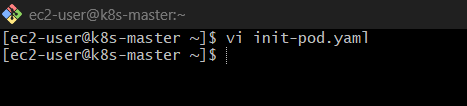 ec2-user@k8s-master:~
[ec2-user@k8s-master ~]$ vi init-pod.yaml
[ec2-user@k8s-master ~]$